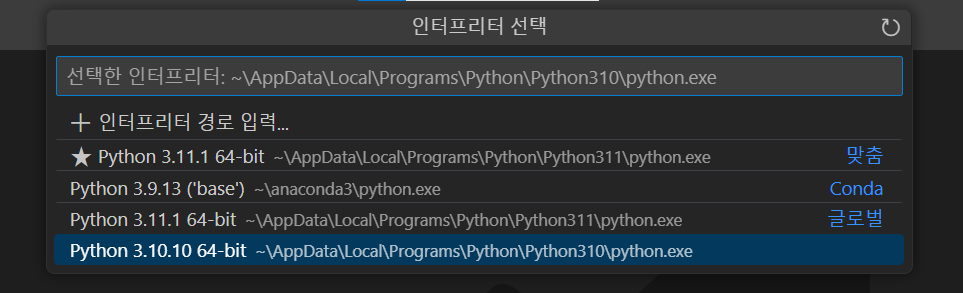 인터프리터 선택
선택한 인터프리터: ~\AppData\Local\Programs\Python\Python310\python.exe
인터프리터 경로 입력...
Python 3.11.1 64-bit ~\AppData\Local\Programs\Python\Python311\python.exe 맞춤
Python 3.9.13 ('base') ~\anaconda3\python.exe Conda
Python 3.11.1 64-bit ~\AppData\Local\Programs\Python\Python311\python.exe 글로벌
Python 3.10.10 64-bit ~\AppData\Local\Programs\Python\Python310\python.exe